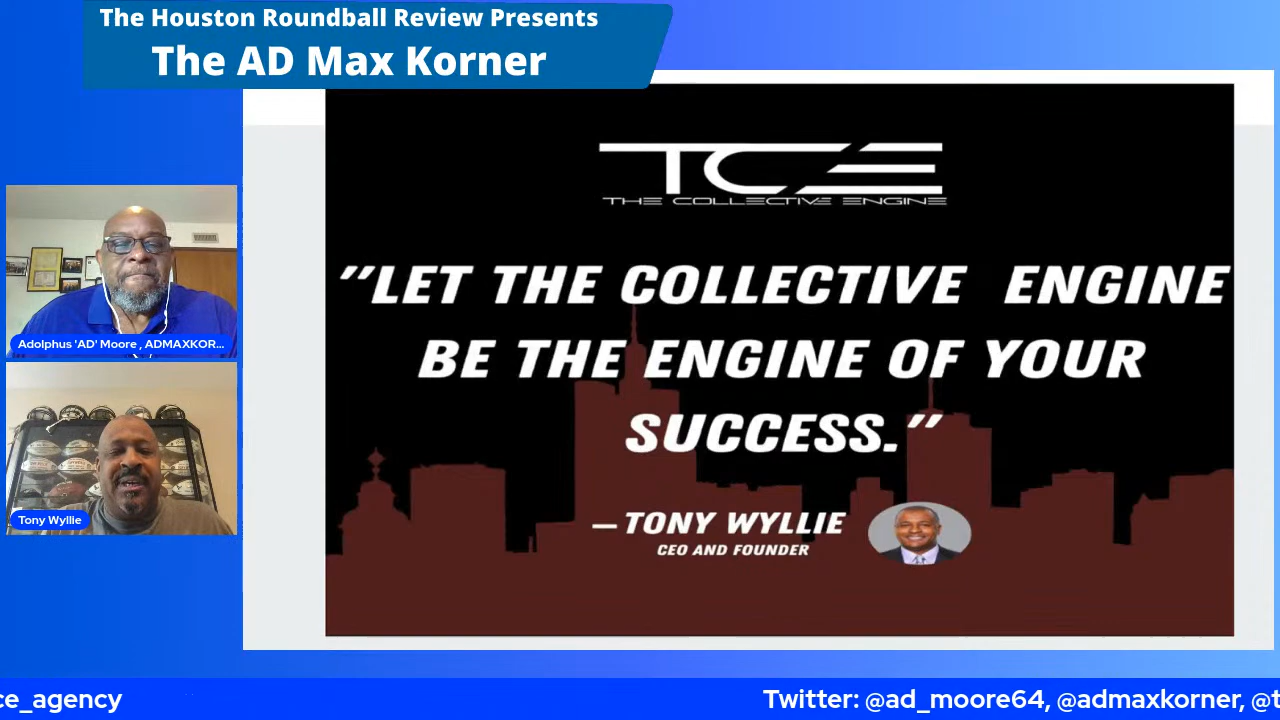 The Houston Roundball Review Presents
The AD Max Korner
TCE
THE COLLECTIVE ENGINE
"LET THE COLLECTIVE ENGINE
BE THE ENGINE OF YOUR
SUCCESS."
—TONY WYLLIE
CEO AND FOUNDER
Adolphus 'AD' Moore , ADMAXKOR...
Tony Wyllie
ce_agency
Twitter: @ad_moore64, @admaxkorner, @t